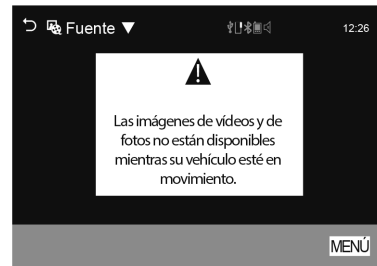 Fuente ▼
12:26
Las imágenes de vídeos y de
fotos no están disponibles
mientras su vehículo esté en
movimiento.
MENÚ